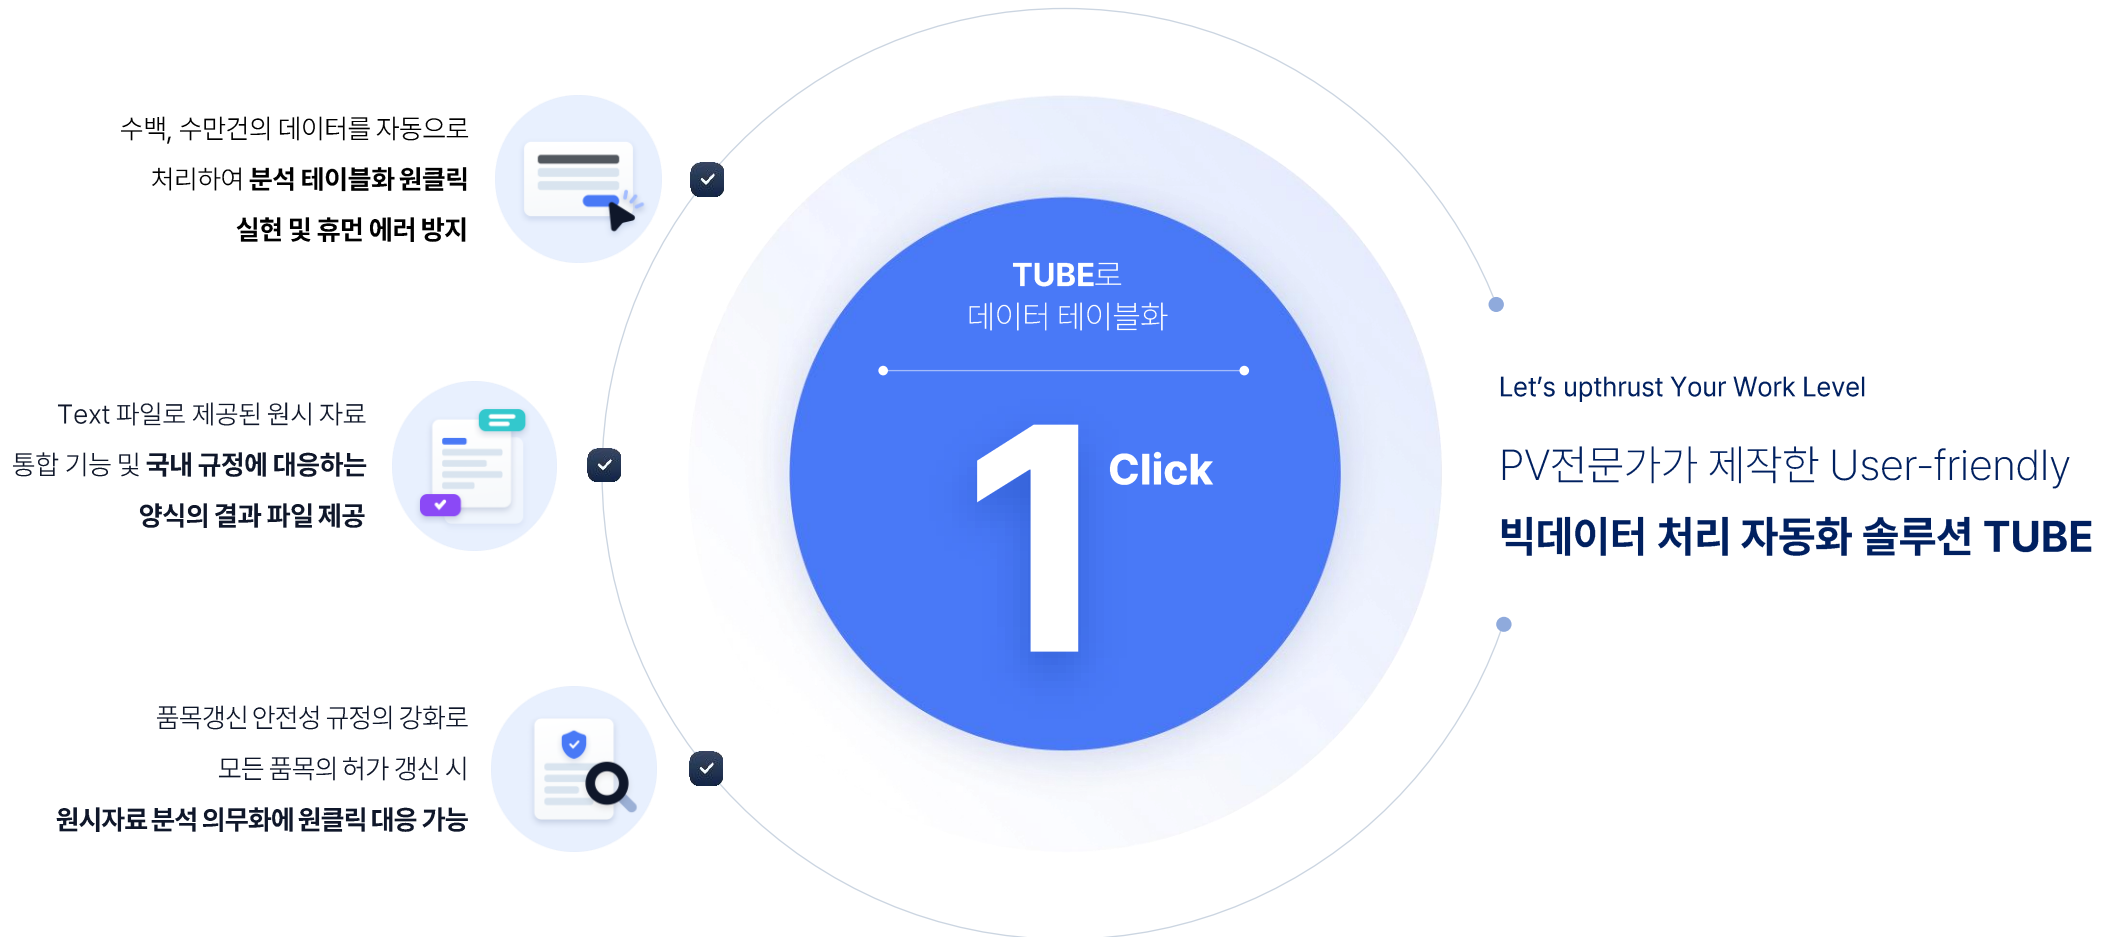 수백, 수만건의 데이터를 자동으로
처리하여 분석 테이블화 원클릭
실현 및 휴먼 에러 방지
Text 파일로 제공된 원시 자료
통합 기능 및 국내 규정에 대응하는
양식의 결과 파일 제공
품목갱신 안전성 규정의 강화로
모든 품목의 허가 갱신 시
원시자료 분석 의무화에 원클릭 대응 가능
TUBE로
데이터 테이블화
1 Click
Let's upthrust Your Work Level
PV전문가가 제작한 User-friendly
빅데이터 처리 자동화 솔루션 TUBE